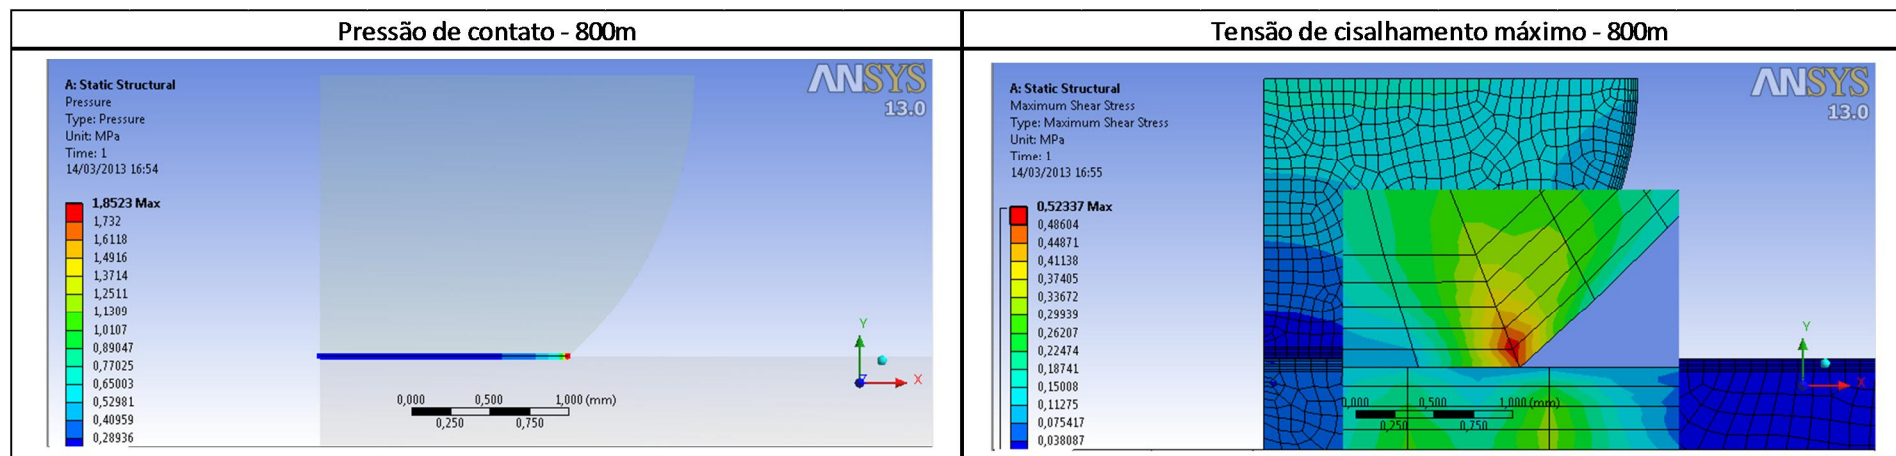 Pressão de contato - 800m
A: Static Structural
Pressure
Type: Pressure
Unit: MPa
Time: 1
14/03/2013 16:54
ANSYS
13.0
1,8523 Max
1,732
1,6118
1,4916
1,3714
1,2511
1,1309
1,0107
0,89047
0,77025
0,65003
0,52981
0,40959
0,28936
Y
X
Z
0,000 0,500 1,000 (mm)
0,250 0,750
Tensão de cisalhamento máximo - 800m
A: Static Structural
Maximum Shear Stress
Type: Maximum Shear Stress
Unit: MPa
Time: 1
14/03/2013 16:55
ANSYS
13.0
0,52337 Max
0,48604
0,44871
0,41138
0,37405
0,33672
0,29939
0,26207
0,22474
0,18741
0,15008
0,11275
0,075417
0,038087
Y
X
0,000 0,500 1,000 (mm)
0,250 0,750